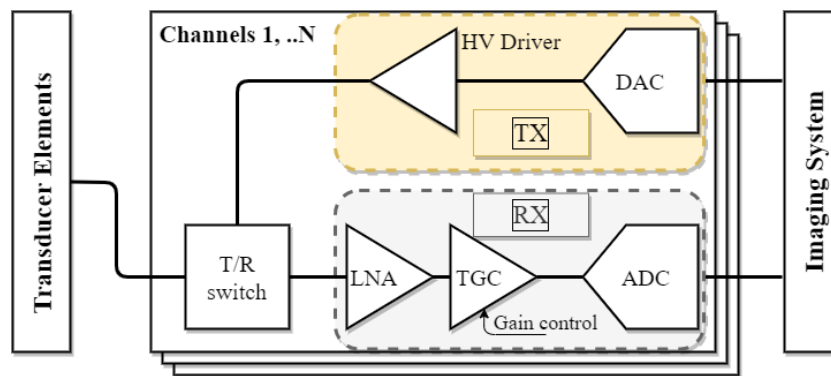 Transducer Elements
Channels 1, ..N
HV Driver
DAC
TX
RX
T/R
switch
LNA
TGC
ADC
Gain control
Imaging System